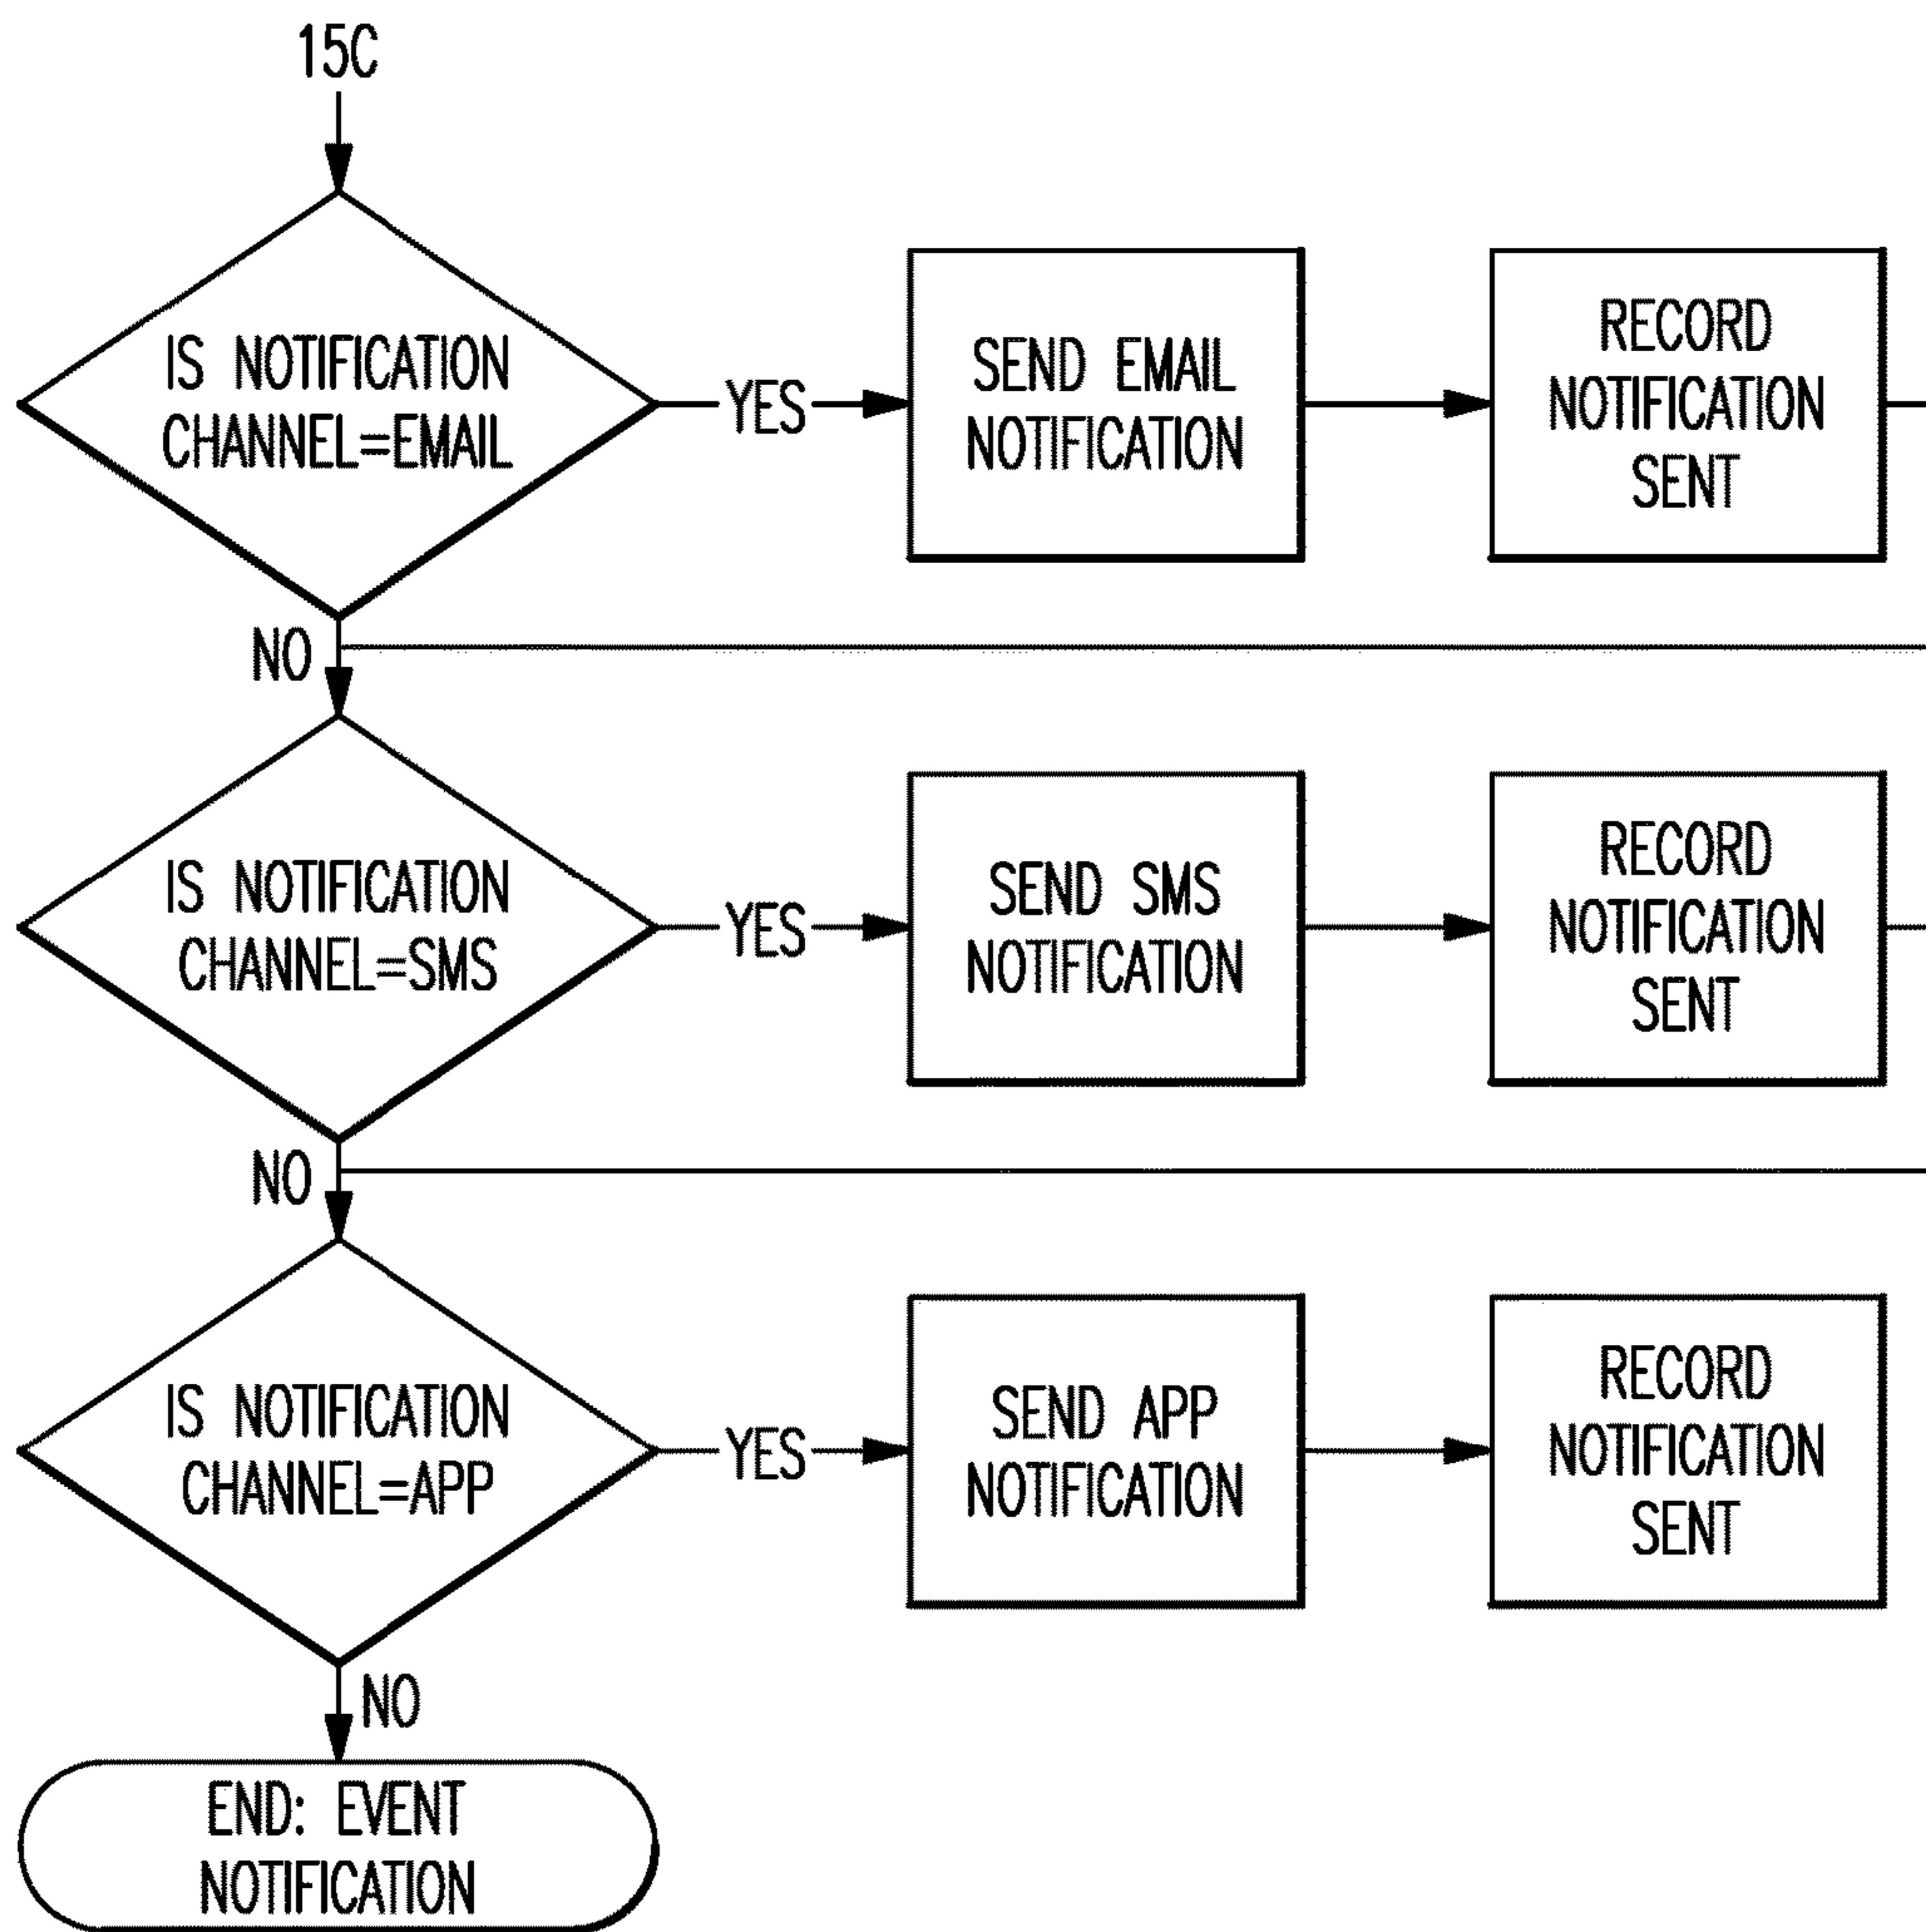 15C
IS NOTIFICATION
CHANNEL=EMAIL
YES
SEND EMAIL
NOTIFICATION
RECORD
NOTIFICATION
SENT
NO
IS NOTIFICATION
CHANNEL=SMS
YES
SEND SMS
NOTIFICATION
RECORD
NOTIFICATION
SENT
NO
IS NOTIFICATION
CHANNEL=APP
YES
SEND APP
NOTIFICATION
RECORD
NOTIFICATION
SENT
NO
END: EVENT
NOTIFICATION